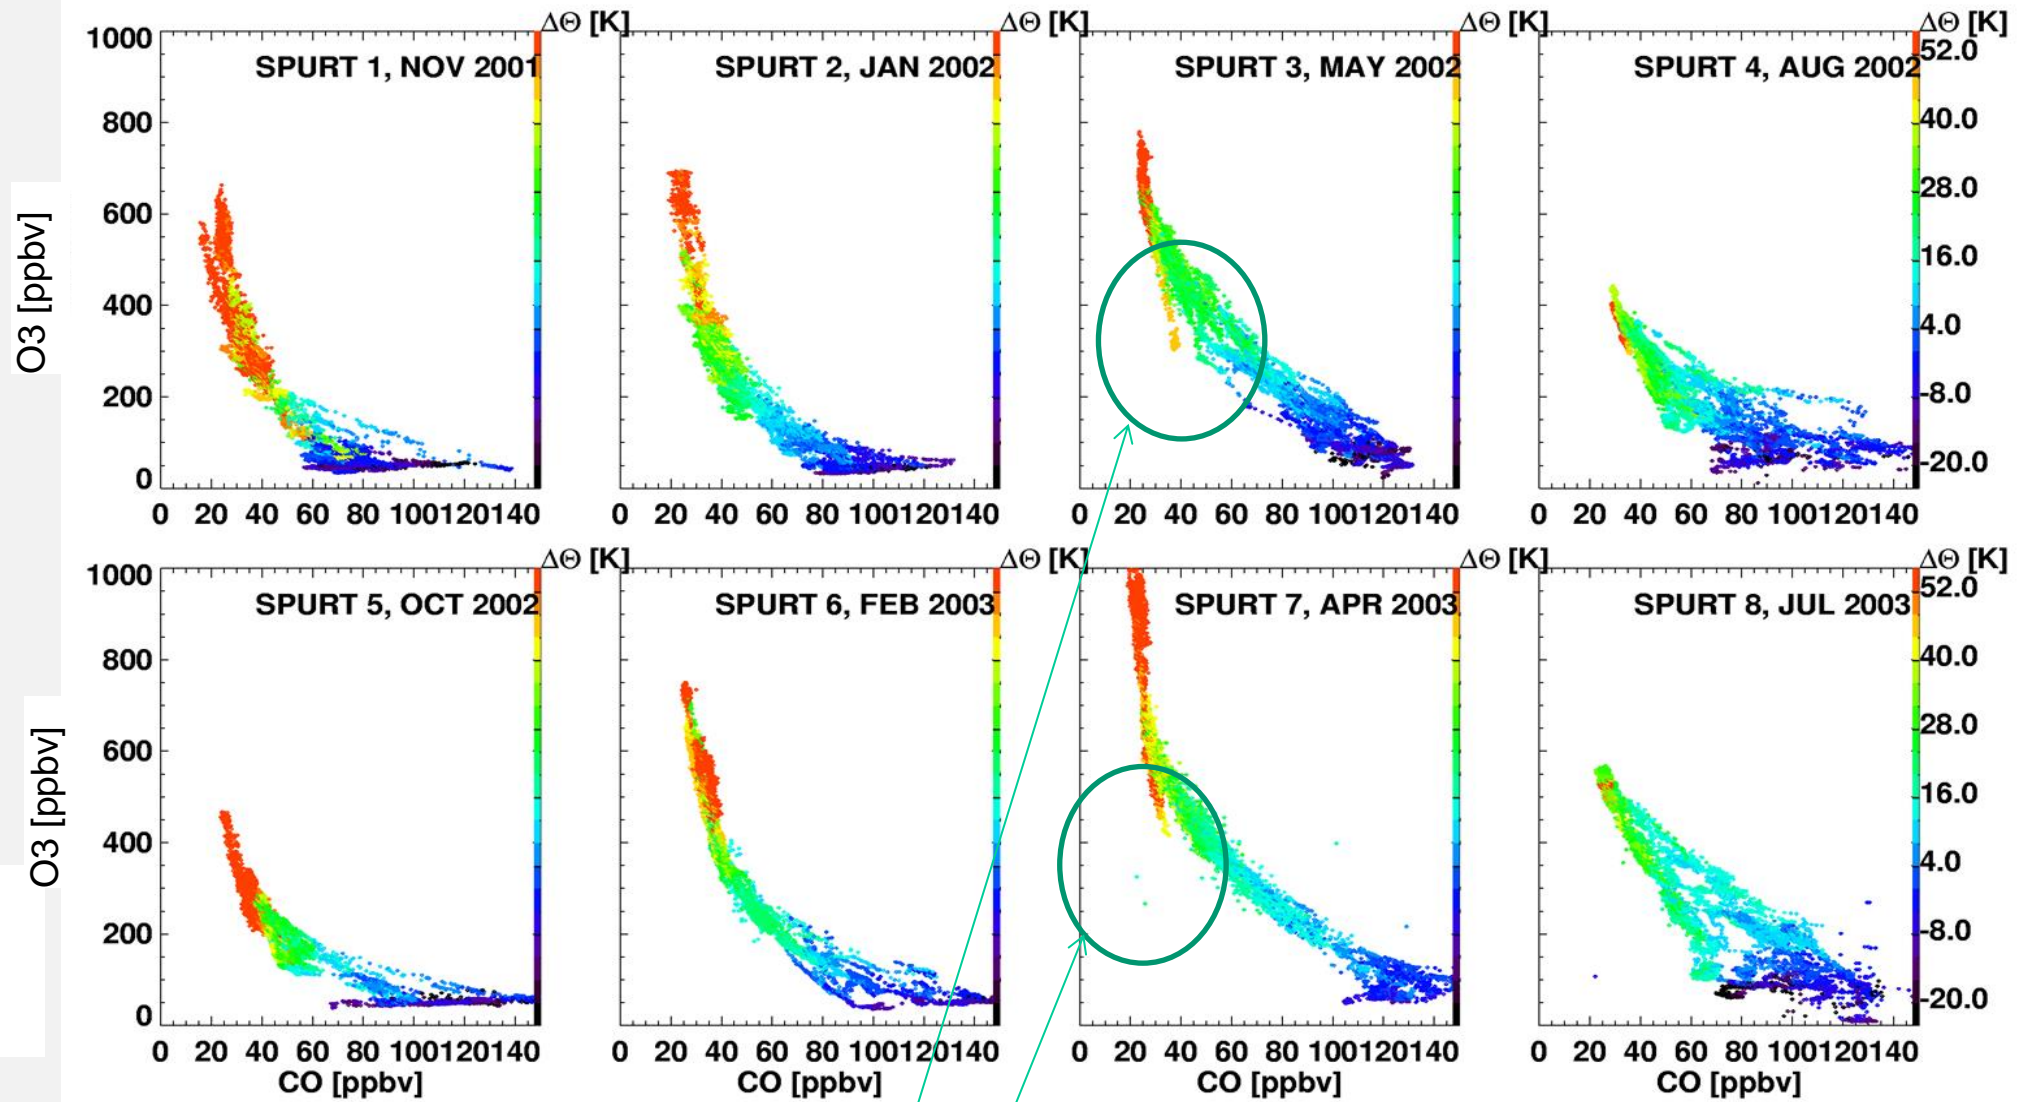 ΔΘ [K] ΔΘ [K] ΔΘ [K] ΔΘ [K]
SPURT 1, NOV 2001 SPURT 2, JAN 2002 SPURT 3, MAY 2002 SPURT 4, AUG 2002
O3 [ppbv]
1000
800
600
400
200
0
52.0
40.0
28.0
16.0
4.0
-8.0
-20.0
0 20 40 60 80 100120140 0 20 40 60 80 100120140 0 20 40 60 80 100120140 0 20 40 60 80 100120140
ΔΘ [K] ΔΘ [K] ΔΘ [K] ΔΘ [K]
SPURT 5, OCT 2002 SPURT 6, FEB 2003 SPURT 7, APR 2003 SPURT 8, JUL 2003
O3 [ppbv]
1000
800
600
400
200
0
52.0
40.0
28.0
16.0
4.0
-8.0
-20.0
0 20 40 60 80 100120140 0 20 40 60 80 100120140 0 20 40 60 80 100120140 0 20 40 60 80 100120140
CO [ppbv] CO [ppbv] CO [ppbv] CO [ppbv]